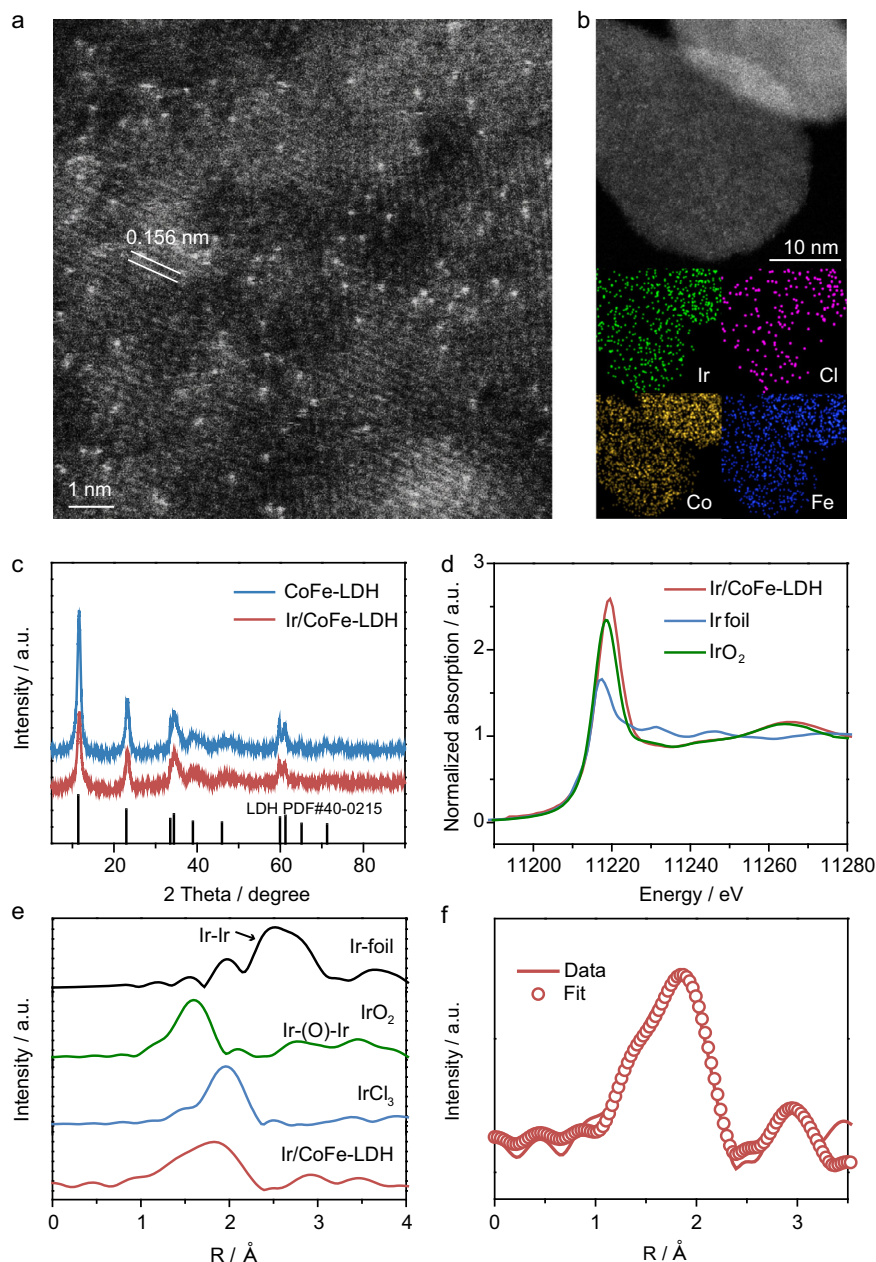 a
0.156 nm
1 nm
b
10 nm
Ir
Cl
Co
Fe
c
CoFe-LDH
Ir/CoFe-LDH
LDH PDF#40-0215
Intensity / a.u.
20 40 60 80
2 Theta / degree
d
3
2
1
0
Ir/CoFe-LDH
Ir foil
IrO₂
Normalized absorption / a.u.
11200 11220 11240 11260 11280
Energy / eV
e
Ir-Ir
Ir-foil
IrO₂
Ir-(O)-Ir
IrCl₃
Ir/CoFe-LDH
Intensity / a.u.
0 1 2 3 4
R / Å
f
Data
Fit
Intensity / a.u.
0 1 2 3
R / Å